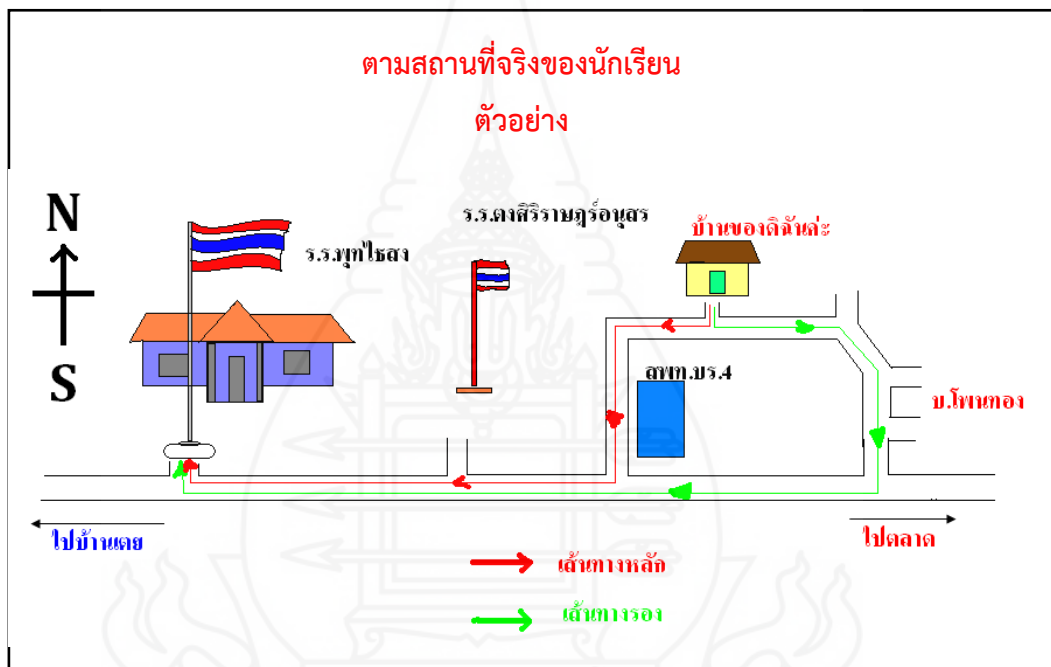 ตามสถานที่จริงของนักเรียน
ตัวอย่าง
N
S
ร.ร.พุทไธสง
ร.ร.ตงศิริราษฎร์อนุสร
บ้านของดิฉันค่ะ
สพท.บร.4
บ.โพนทอง
ไปบ้านเตย
ไปตลาด
เส้นทางหลัก
เส้นทางรอง